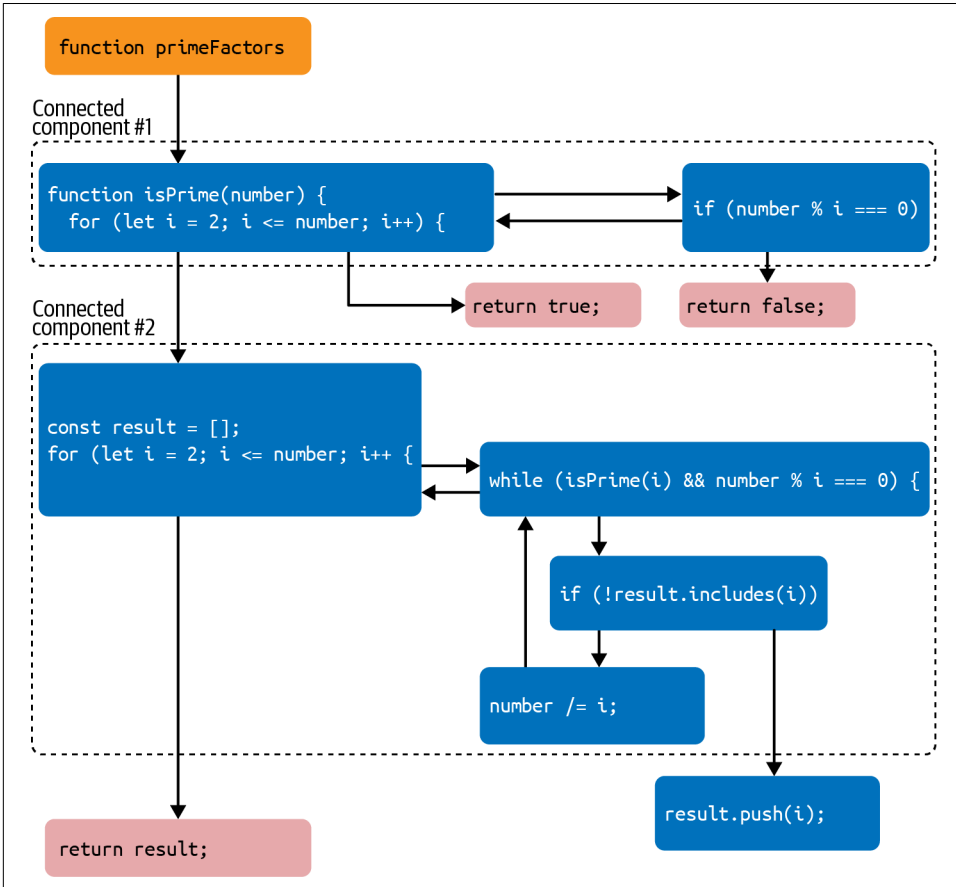 function primeFactors
Connected
component #1
function isPrime(number) {
for (let i = 2; i <= number; i++) {
if (number % i === 0)
return true;
return false;
Connected
component #2
const result = [];
for (let i = 2; i <= number; i++ {
while (isPrime(i) && number % i === 0) {
if (!result.includes(i))
number /= i;
result.push(i);
return result;